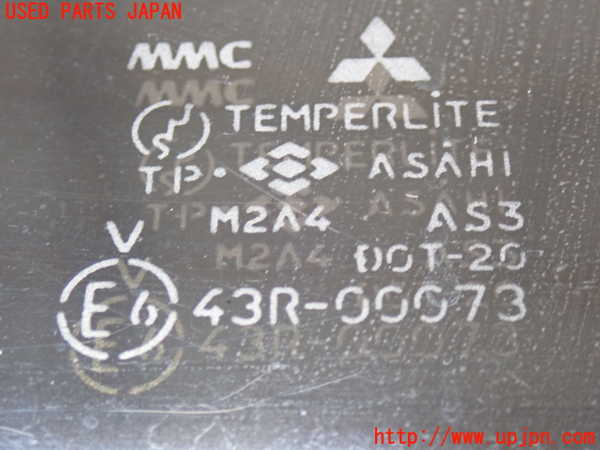 USED PARTS JAPAN
MMC
TEMPERLITE
TP. ASAHI
M2A4 AS3
DOT-20
V
E6 43R-00073
http://www.upjpn.com/